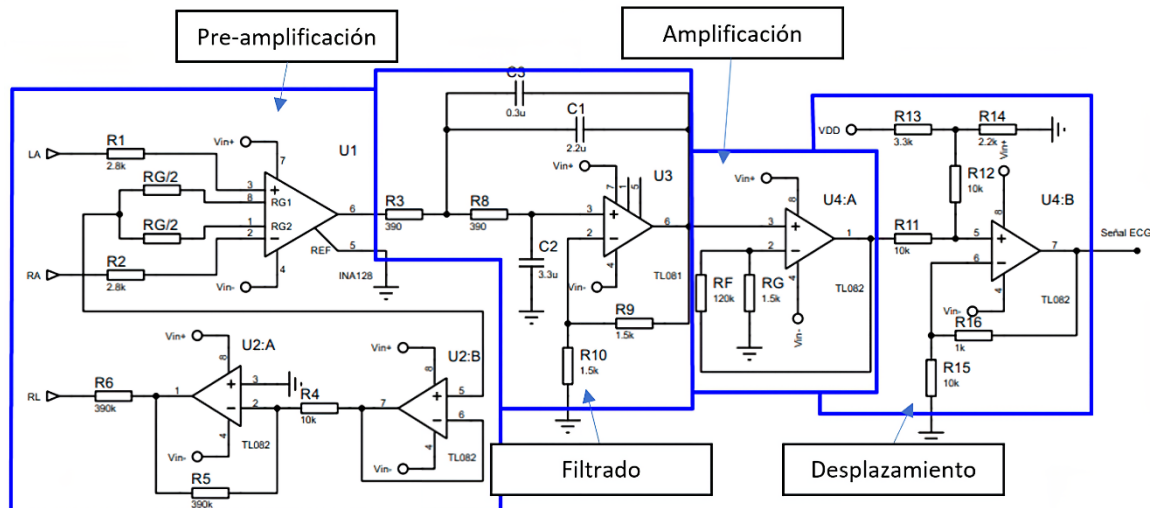 Pre-amplificación
Amplificación
LA
R1
2.8k
RG/2
RG/2
RA
R2
2.8k
Vin+
7
U1
3
+
8
RG1
1
RG2
2
−
6
REF
5
INA128
4
Vin-
R3
390
C3
0.3u
C1
2.2u
R8
390
C2
3.3u
Vin+
7
1
5
U3
3
+
2
−
6
4
Vin-
TL081
R9
1.5k
R10
1.5k
Vin+
8
U4:A
3
+
2
−
1
4
TL082
Vin-
RF
120k
RG
1.5k
VDD
R13
3.3k
R14
2.2k
Vin+
R12
10k
U4:B
R11
10k
8
5
+
6
−
7
4
TL082
Vin-
R16
1k
R15
10k
Señal ECG
RL
R6
390k
Vin+
U2:A
8
1
+
3
−
2
4
TL082
Vin-
R5
390k
R4
10k
Vin+
U2:B
8
7
+
5
−
6
4
TL082
Vin-
Filtrado
Desplazamiento